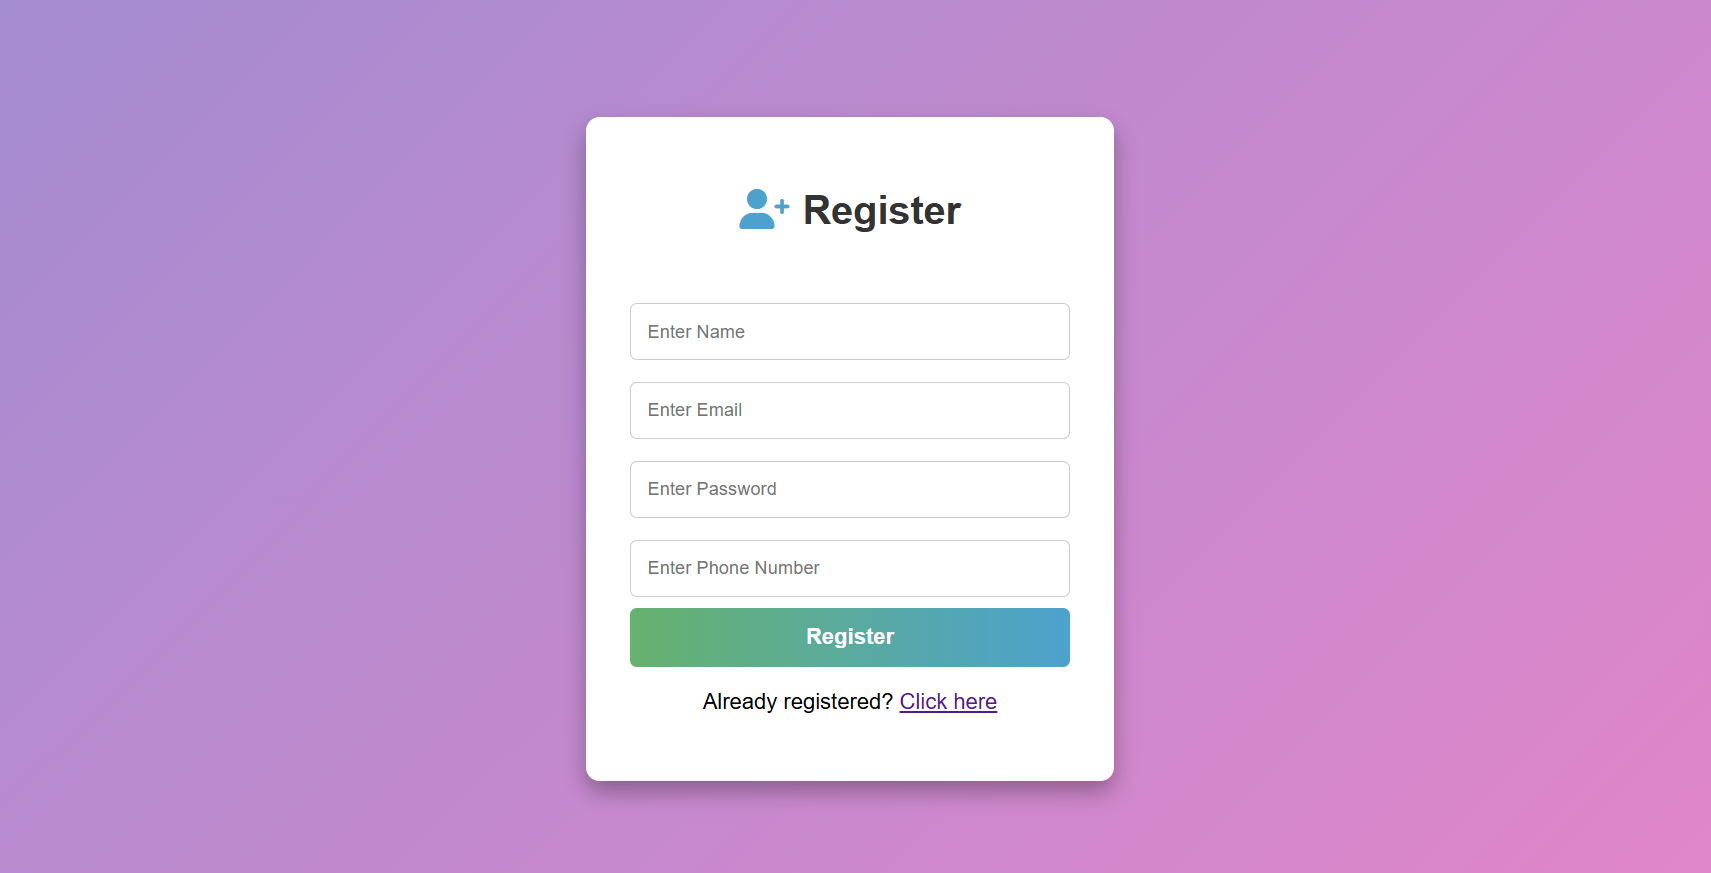 Register
Enter Name
Enter Email
Enter Password
Enter Phone Number
Register
Already registered? Click here